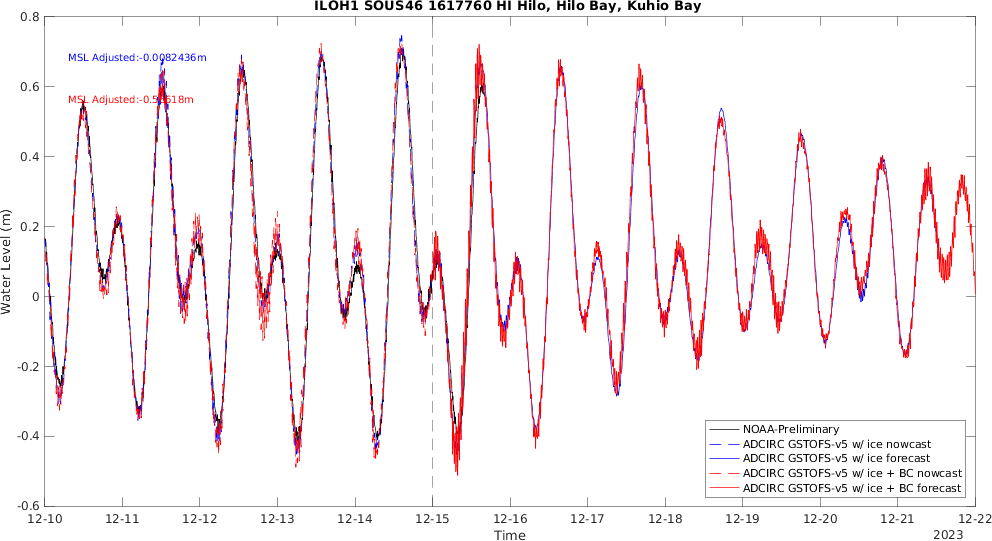 ILOH1 SOUS46 1617760 HI Hilo, Hilo Bay, Kuhio Bay
Water Level (m)
0.8
0.6
0.4
0.2
0
-0.2
-0.4
-0.6
MSL Adjusted:-0.0082436m
MSL
NOAA-Preliminary
ADCIRC GSTOFS-v5 w/ ice nowcast
ADCIRC GSTOFS-v5 w/ ice forecast
ADCIRC GSTOFS-v5 w/ ice + BC nowcast
ADCIRC GSTOFS-v5 w/ ice + BC forecast
12-10 12-11 12-12 12-13 12-14 12-15 12-16 12-17 12-18 12-19 12-20 12-21 12-22
Time
2023